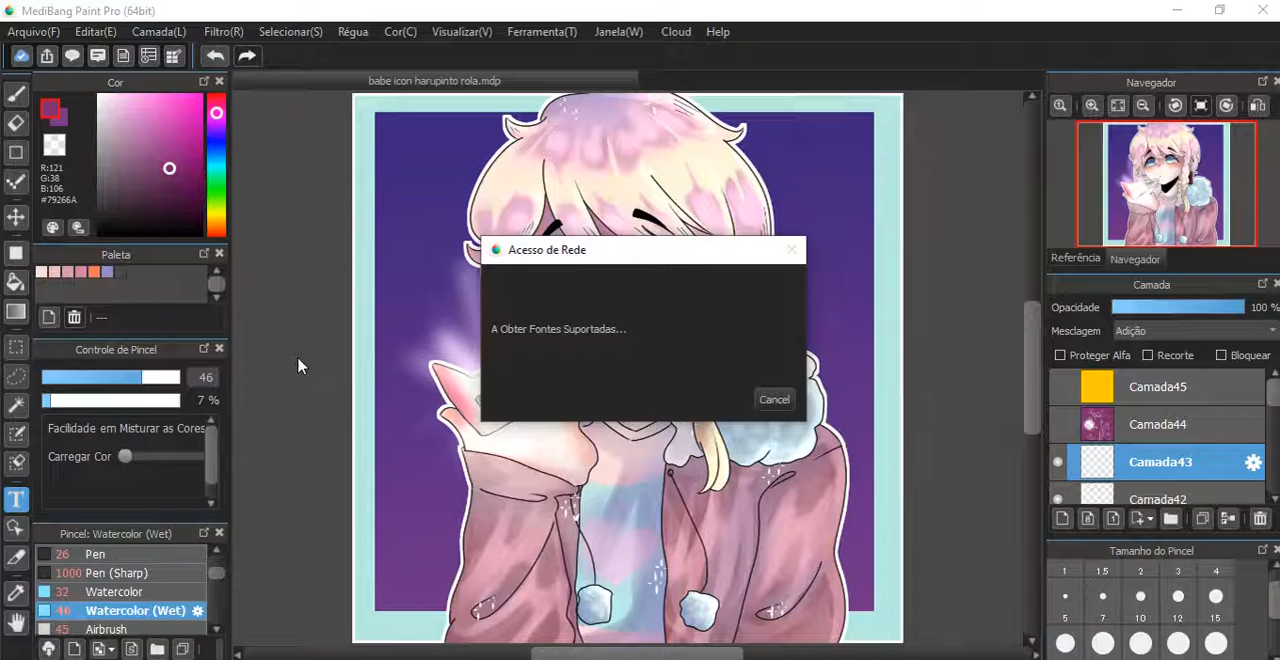 MediBang Paint Pro (64bit)
Arquivo(F) Editar(E) Camada(L) Filtro(R) Selecionar(S) Régua Cor(C) Visualizar(V) Ferramenta(T) Janela(W) Cloud Help
babe icon harupinto rola.mdp
Cor
R:121
G:38
B:106
#79266A
Paleta
---
Controle de Pincel
46
7 %
Facilidade em Misturar as Cores
Carregar Cor
Pincel: Watercolor (Wet)
26 Pen
1000 Pen (Sharp)
32 Watercolor
46 Watercolor (Wet)
45 Airbrush
Acesso de Rede
A Obter Fontes Suportadas...
Cancel
Navegador
Referência Navegador
Camada
Opacidade 100 %
Mesclagem Adição
Proteger Alfa Recorte Bloquear
Camada45
Camada44
Camada43
Camada42
Tamanho do Pincel
1 1.5 2 3 4
5 7 10 12 15